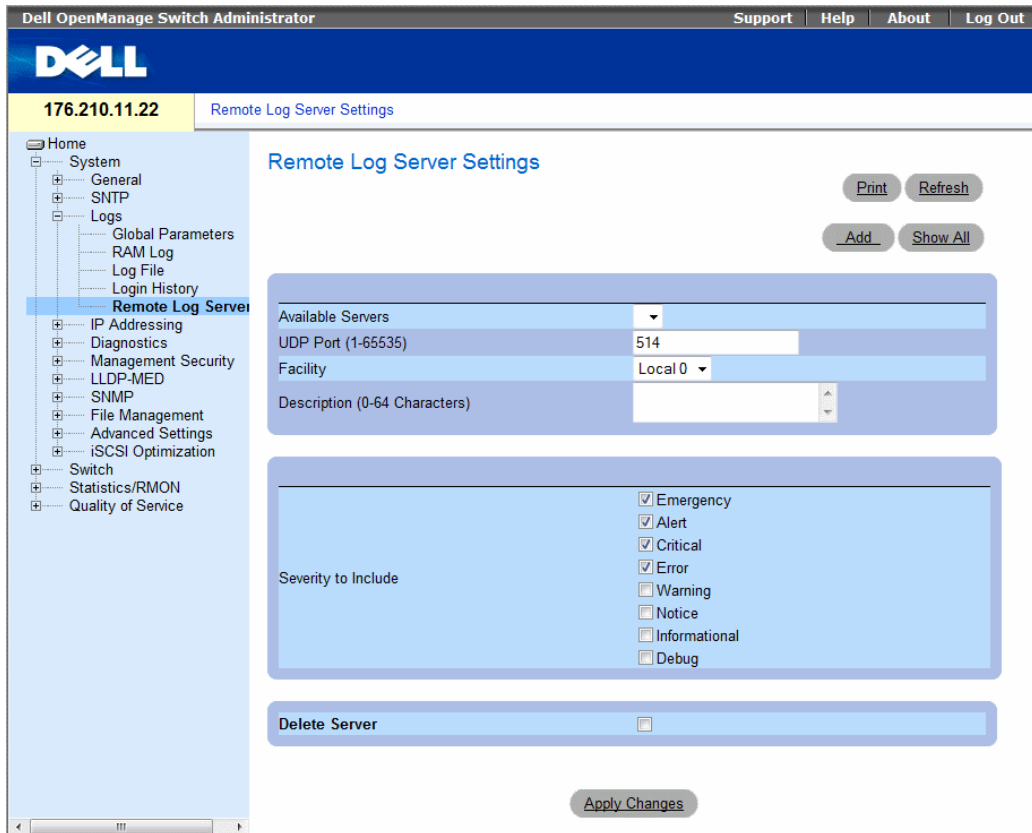 Dell OpenManage Switch Administrator
Support Help About Log Out
DELL
176.210.11.22
Remote Log Server Settings
Home
System
General
SNTP
Logs
Global Parameters
RAM Log
Log File
Login History
Remote Log Server
IP Addressing
Diagnostics
Management Security
LLDP-MED
SNMP
File Management
Advanced Settings
iSCSI Optimization
Switch
Statistics/RMON
Quality of Service
Remote Log Server Settings
Print Refresh
Add Show All
Available Servers
UDP Port (1-65535) 514
Facility Local 0
Description (0-64 Characters)
Severity to Include
Emergency
Alert
Critical
Error
Warning
Notice
Informational
Debug
Delete Server
Apply Changes